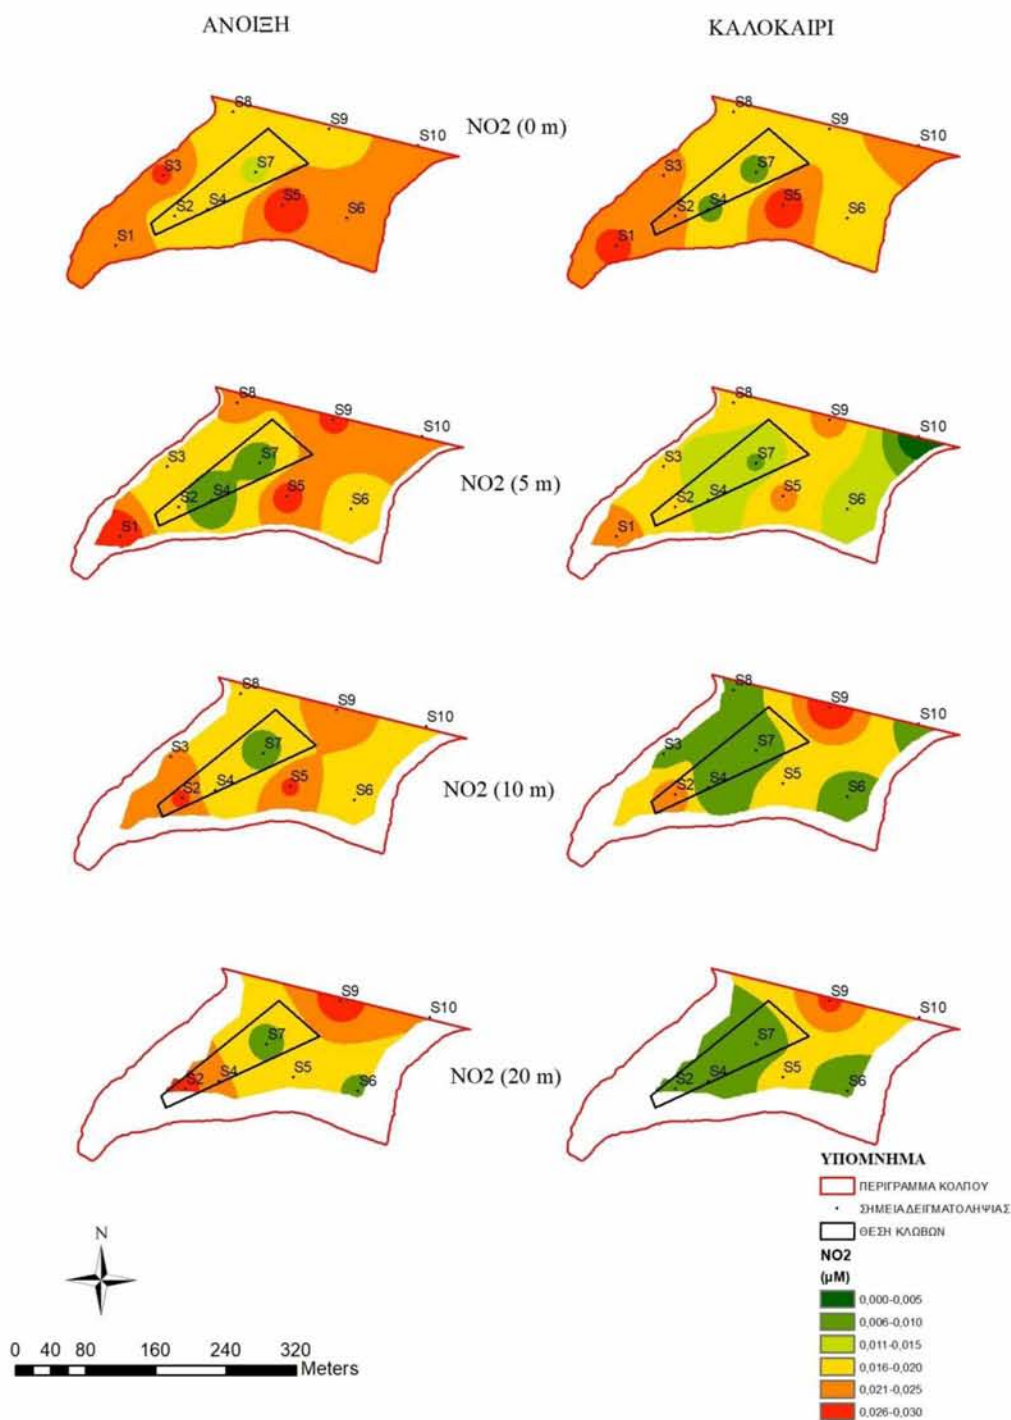 ΑΝΟΙΞΗ
ΚΑΛΟΚΑΙΡΙ
NO2 (0 m)
S8
S9
S10
S3
S7
S2
S4
S5
S6
S1
S8
S9
S10
S3
S7
S2
S4
S5
S6
S1
NO2 (5 m)
S8
S9
S10
S3
S7
S2
S4
S5
S6
S1
S8
S9
S10
S3
S7
S2
S4
S5
S6
S1
NO2 (10 m)
S8
S9
S10
S3
S7
S2
S4
S5
S6
S8
S9
S10
S3
S7
S2
S4
S5
S6
NO2 (20 m)
S9
S10
S7
S2
S4
S5
S6
S9
S10
S7
S2
S4
S5
S6
ΥΠΟΜΝΗΜΑ
ΠΕΡΙΓΡΑΜΜΑ ΚΟΛΠΟΥ
ΣΗΜΕΙΑ ΔΕΙΓΜΑΤΟΛΗΨΙΑΣ
ΘΕΣΗ ΚΛΩΒΩΝ
NO2
(μM)
0,000-0,005
0,006-0,010
0,011-0,015
0,016-0,020
0,021-0,025
0,026-0,030
N
0 40 80 160 240 320
Meters